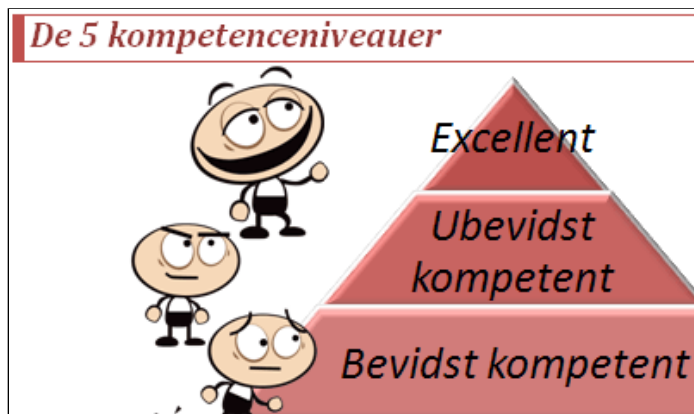 De 5 kompetenceniveauer
Excellent
Ubevidst
kompetent
Bevidst kompetent